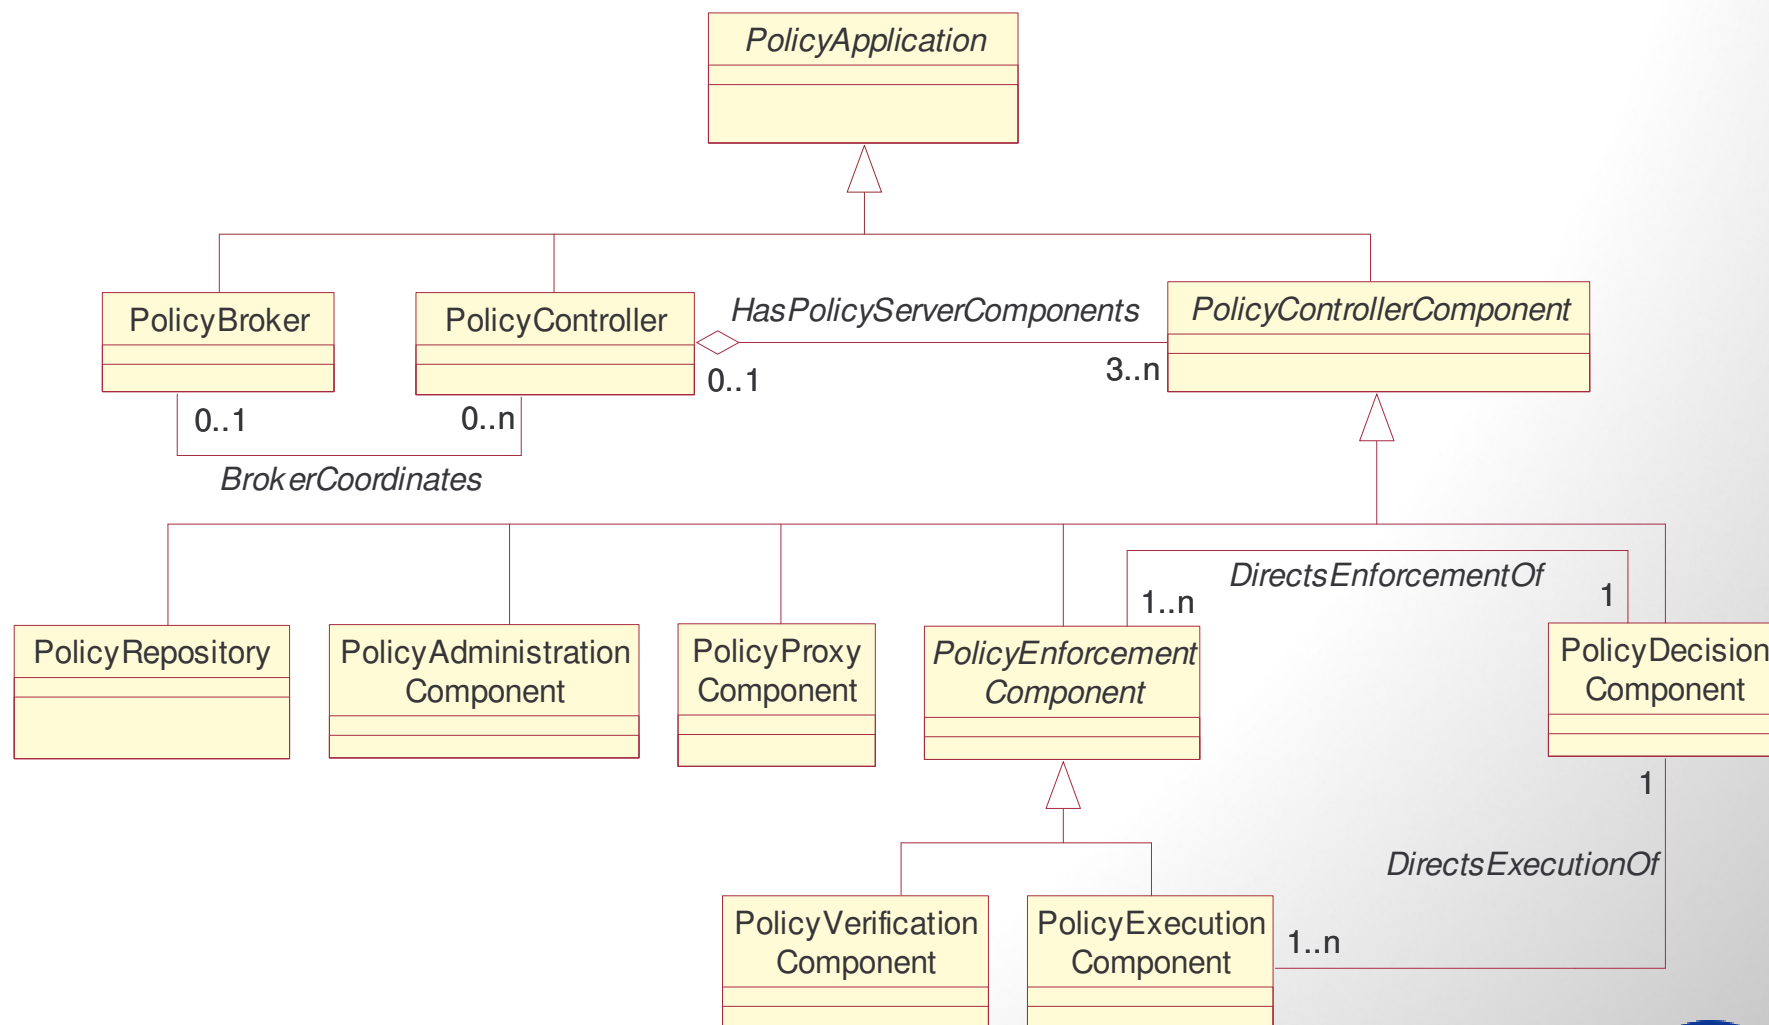 PolicyApplication
PolicyBroker
PolicyController
HasPolicyServerComponents
PolicyControllerComponent
0..1
3..n
0..1
0..n
BrokerCoordinates
DirectsEnforcementOf
1..n
1
PolicyRepository
PolicyAdministration
Component
PolicyProxy
Component
PolicyEnforcement
Component
PolicyDecision
Component
1
DirectsExecutionOf
PolicyVerification
Component
PolicyExecution
Component
1..n